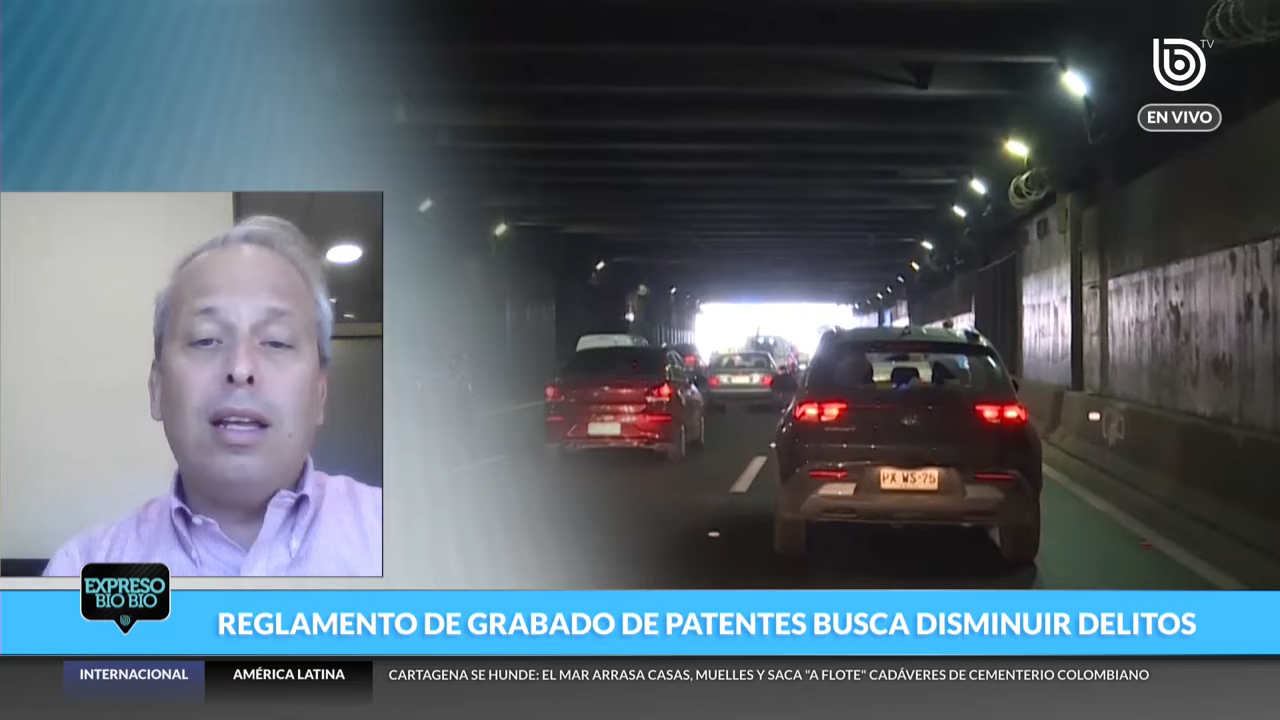 TV
EN VIVO
PX WS-75
EXPRESO
BIO BIO
REGLAMENTO DE GRABADO DE PATENTES BUSCA DISMINUIR DELITOS
INTERNACIONAL
AMÉRICA LATINA
CARTAGENA SE HUNDE: EL MAR ARRASA CASAS, MUELLES Y SACA "A FLOTE" CADÁVERES DE CEMENTERIO COLOMBIANO